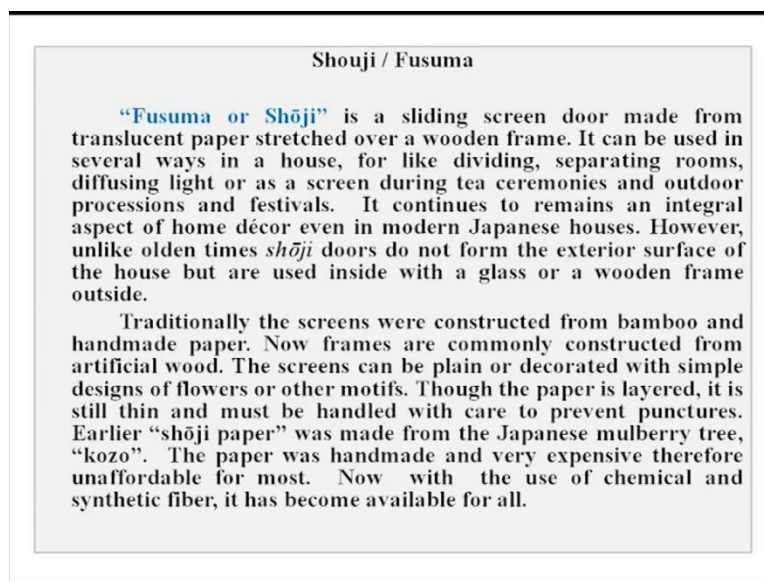 Shouji / Fusuma
“Fusuma or Shōji” is a sliding screen door made from
translucent paper stretched over a wooden frame. It can be used in
several ways in a house, for like dividing, separating rooms,
diffusing light or as a screen during tea ceremonies and outdoor
processions and festivals. It continues to remains an integral
aspect of home décor even in modern Japanese houses. However,
unlike olden times shōji doors do not form the exterior surface of
the house but are used inside with a glass or a wooden frame
outside.
Traditionally the screens were constructed from bamboo and
handmade paper. Now frames are commonly constructed from
artificial wood. The screens can be plain or decorated with simple
designs of flowers or other motifs. Though the paper is layered, it is
still thin and must be handled with care to prevent punctures.
Earlier “shōji paper” was made from the Japanese mulberry tree,
“kozo”. The paper was handmade and very expensive therefore
unaffordable for most. Now with the use of chemical and
synthetic fiber, it has become available for all.